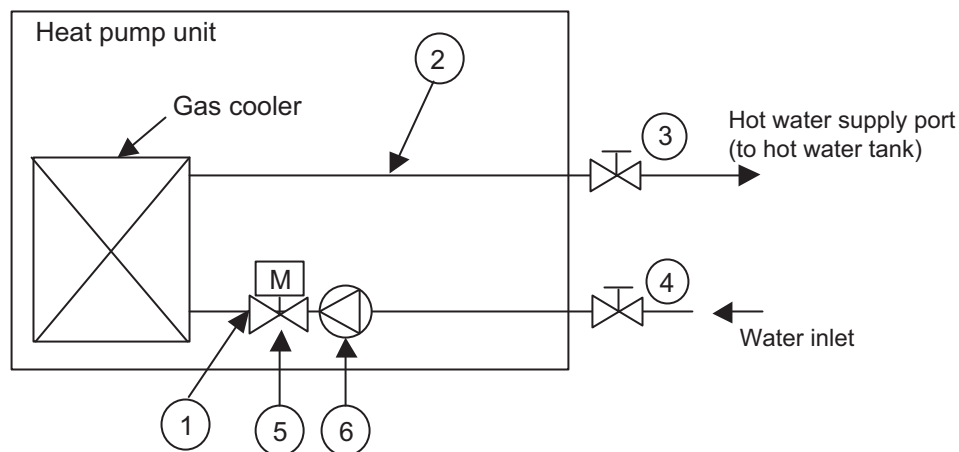 Heat pump unit
2
Gas cooler
3
Hot water supply port
(to hot water tank)
M
4
Water inlet
1
5
6